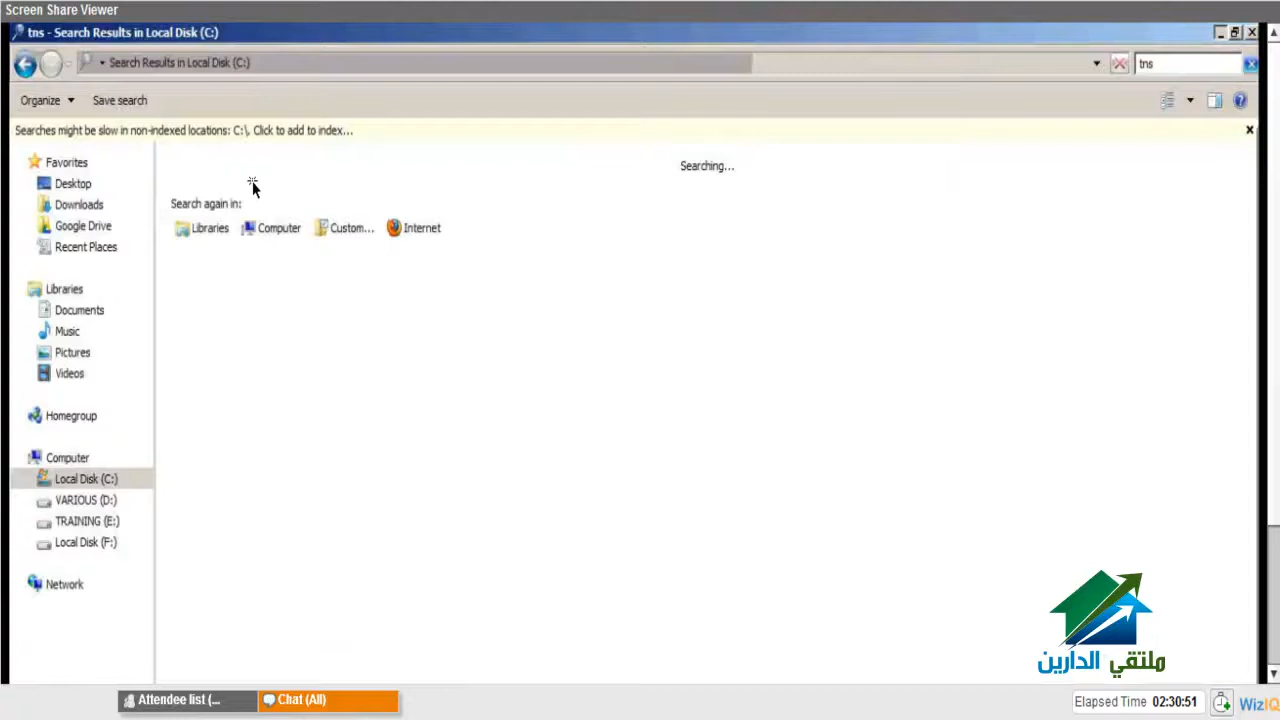 Screen Share Viewer
tns - Search Results in Local Disk (C:)
Search Results in Local Disk (C:)
tns
Organize
Save search
Searches might be slow in non-indexed locations: C:\. Click to add to index...
Searching...
Favorites
Desktop
Downloads
Google Drive
Recent Places
Search again in:
Libraries
Computer
Custom...
Internet
Libraries
Documents
Music
Pictures
Videos
Homegroup
Computer
Local Disk (C:)
VARIOUS (D:)
TRAINING (E:)
Local Disk (F:)
Network
ملتقي الدارين
Attendee list (...
Chat (All)
Elapsed Time 02:30:51
WizIQ